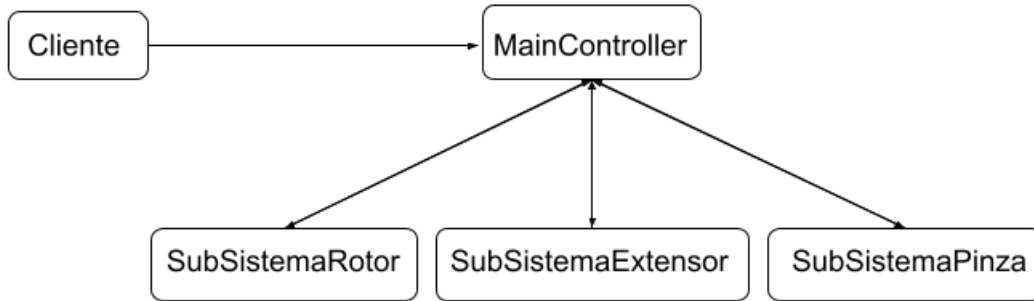 Cliente
MainController
SubSistemaRotor
SubSistemaExtensor
SubSistemaPinza